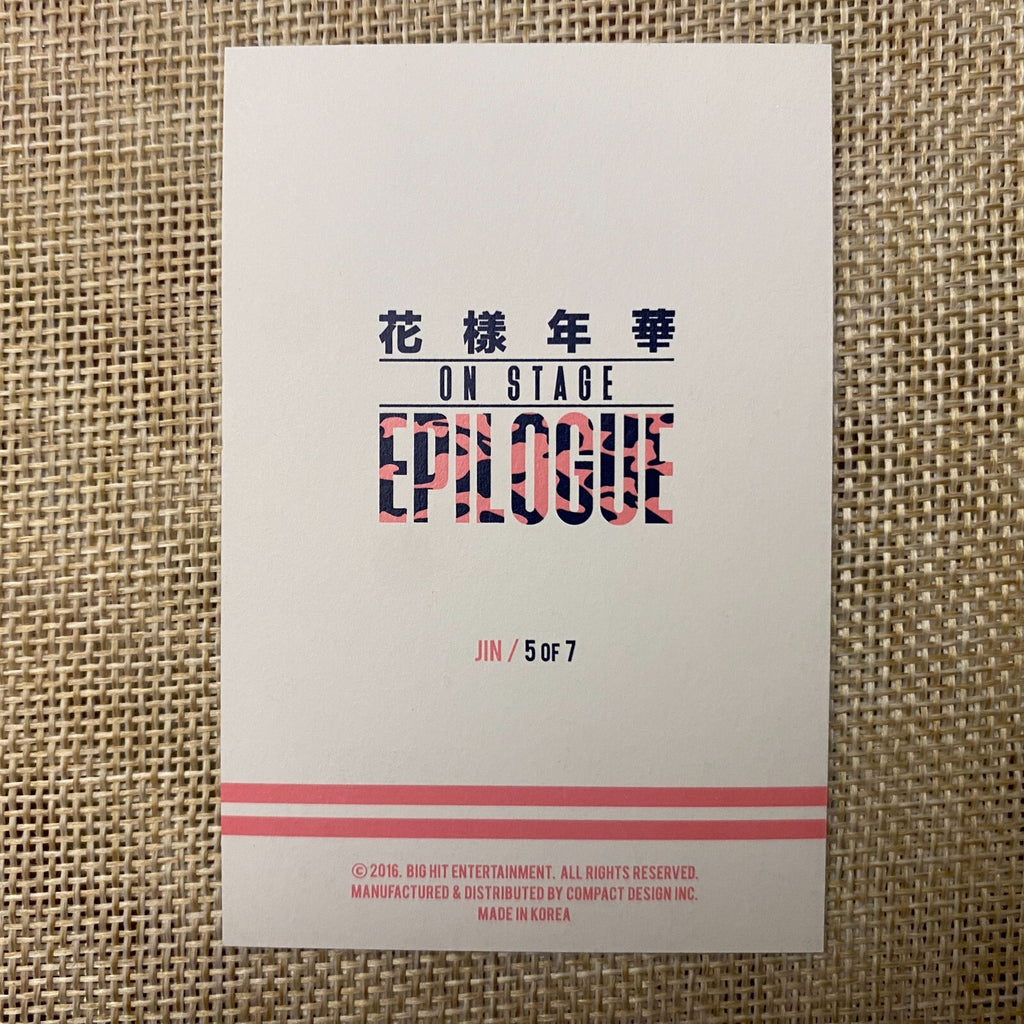 花樣年華
ON STAGE
EPILOGUE
JIN / 5 OF 7
© 2016. BIG HIT ENTERTAINMENT. ALL RIGHTS RESERVED.
MANUFACTURED & DISTRIBUTED BY COMPACT DESIGN INC.
MADE IN KOREA